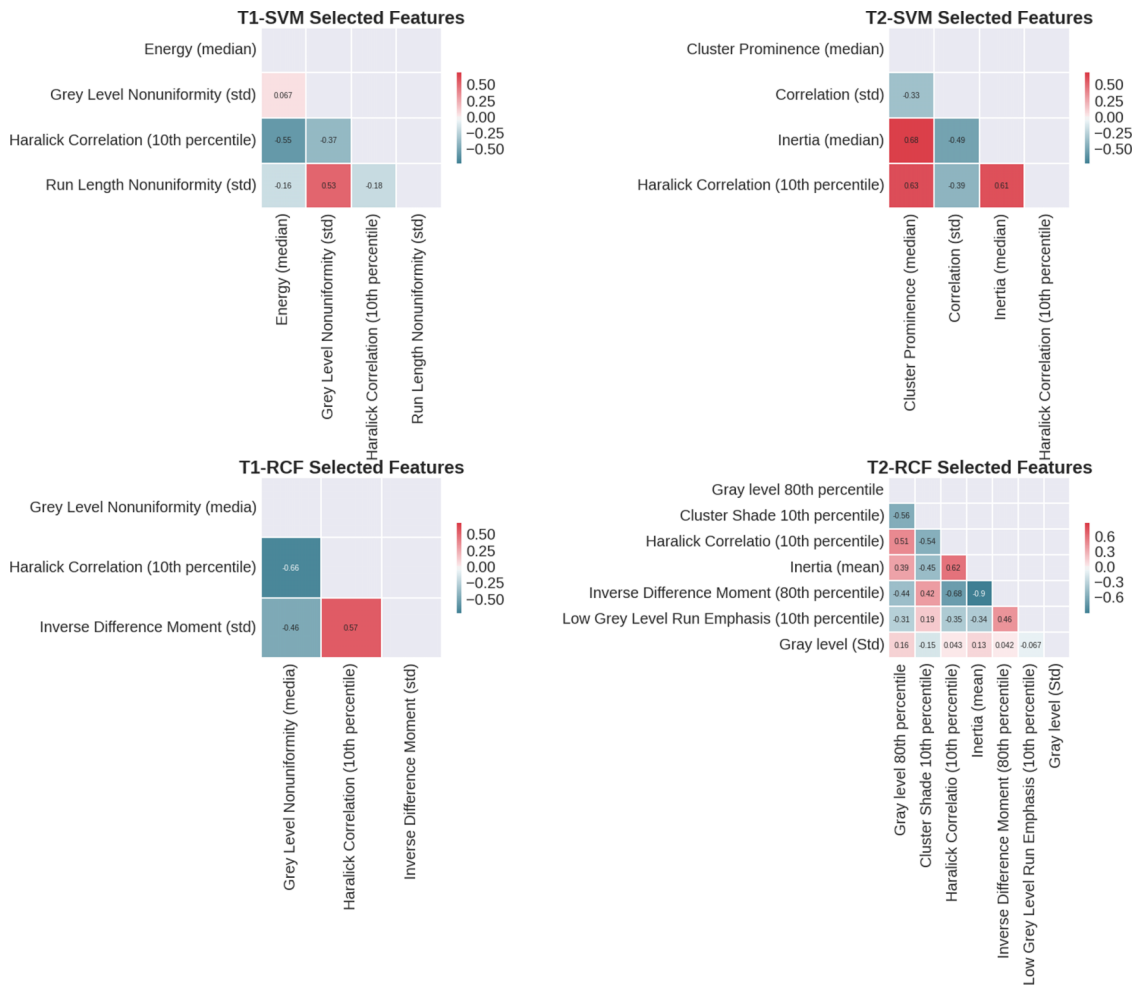 T1-SVM Selected Features
Energy (median)
Grey Level Nonuniformity (std)
Haralick Correlation (10th percentile)
Run Length Nonuniformity (std)
0.067
-0.55 -0.37
-0.16 0.53 -0.18
0.50
0.25
0.00
−0.25
−0.50
Energy (median)
Grey Level Nonuniformity (std)
Haralick Correlation (10th percentile)
Run Length Nonuniformity (std)
T2-SVM Selected Features
Cluster Prominence (median)
Correlation (std)
Inertia (median)
Haralick Correlation (10th percentile)
-0.33
0.68 -0.49
0.63 -0.39 0.61
0.50
0.25
0.00
−0.25
−0.50
Cluster Prominence (median)
Correlation (std)
Inertia (median)
Haralick Correlation (10th percentile)
T1-RCF Selected Features
Grey Level Nonuniformity (media)
Haralick Correlation (10th percentile)
Inverse Difference Moment (std)
-0.66
-0.46 0.57
0.50
0.25
0.00
−0.25
−0.50
Grey Level Nonuniformity (media)
Haralick Correlation (10th percentile)
Inverse Difference Moment (std)
T2-RCF Selected Features
Gray level 80th percentile
Cluster Shade 10th percentile)
Haralick Correlatio (10th percentile)
Inertia (mean)
Inverse Difference Moment (80th percentile)
Low Grey Level Run Emphasis (10th percentile)
Gray level (Std)
-0.56
0.51 -0.54
0.39 -0.45 0.62
-0.44 0.42 -0.68 -0.9
-0.31 0.19 -0.35 -0.34 0.46
0.16 -0.15 0.043 0.13 0.042 -0.067
0.6
0.3
0.0
−0.3
−0.6
Gray level 80th percentile
Cluster Shade 10th percentile)
Haralick Correlatio (10th percentile)
Inertia (mean)
Inverse Difference Moment (80th percentile)
Low Grey Level Run Emphasis (10th percentile)
Gray level (Std)